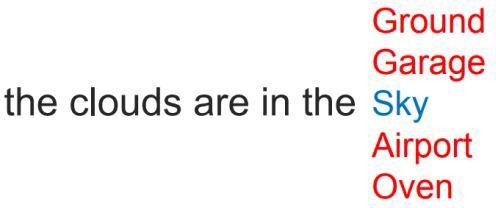 Ground
Garage
the clouds are in the Sky
Airport
Oven